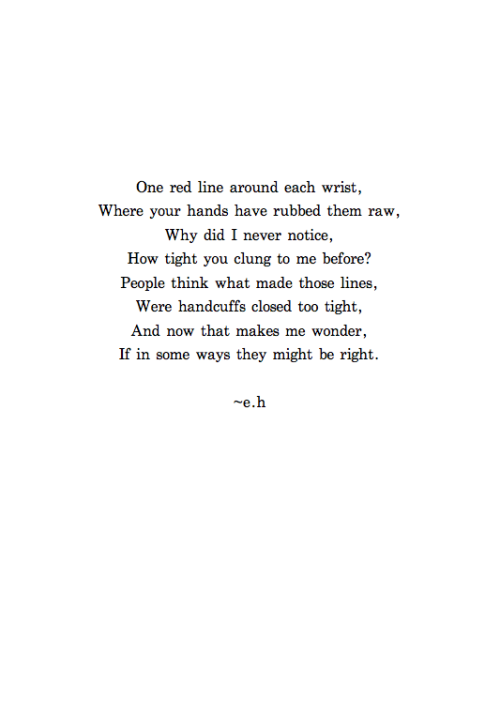 One red line around each wrist,
Where your hands have rubbed them raw,
Why did I never notice,
How tight you clung to me before?
People think what made those lines,
Were handcuffs closed too tight,
And now that makes me wonder,
If in some ways they might be right.
~e.h